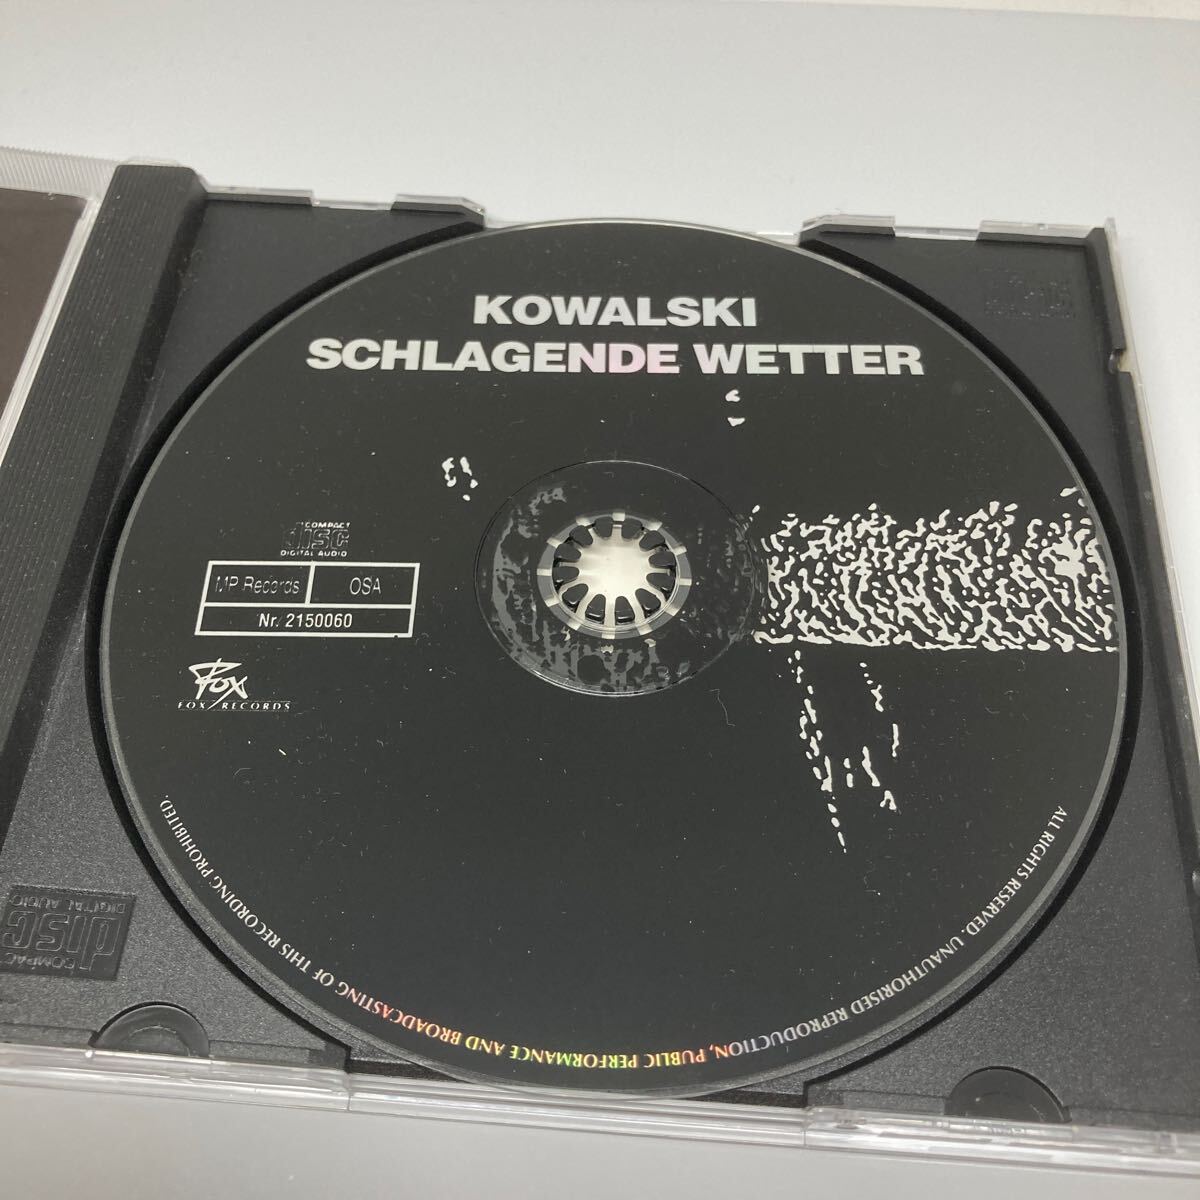 KOWALSKI
SCHLAGENDE WETTER
COMPACT
disc
DIGITAL AUDIO
MP Records OSA
Nr. 2150060
Fox
FOX RECORDS
ALL RIGHTS RESERVED. UNAUTHORISED REPRODUCTION, PUBLIC PERFORMANCE AND BROADCASTING OF THIS RECORDING PROHIBITED.
COMPACT
disc
DIGITAL AUDIO